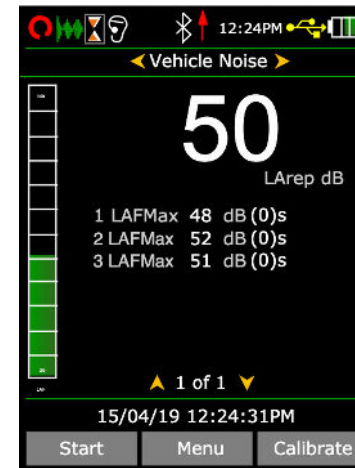 12:24PM
Vehicle Noise
50
LArep dB
1 LAFMax 48 dB (0)s
2 LAFMax 52 dB (0)s
3 LAFMax 51 dB (0)s
1 of 1
15/04/19 12:24:31PM
Start Menu Calibrate